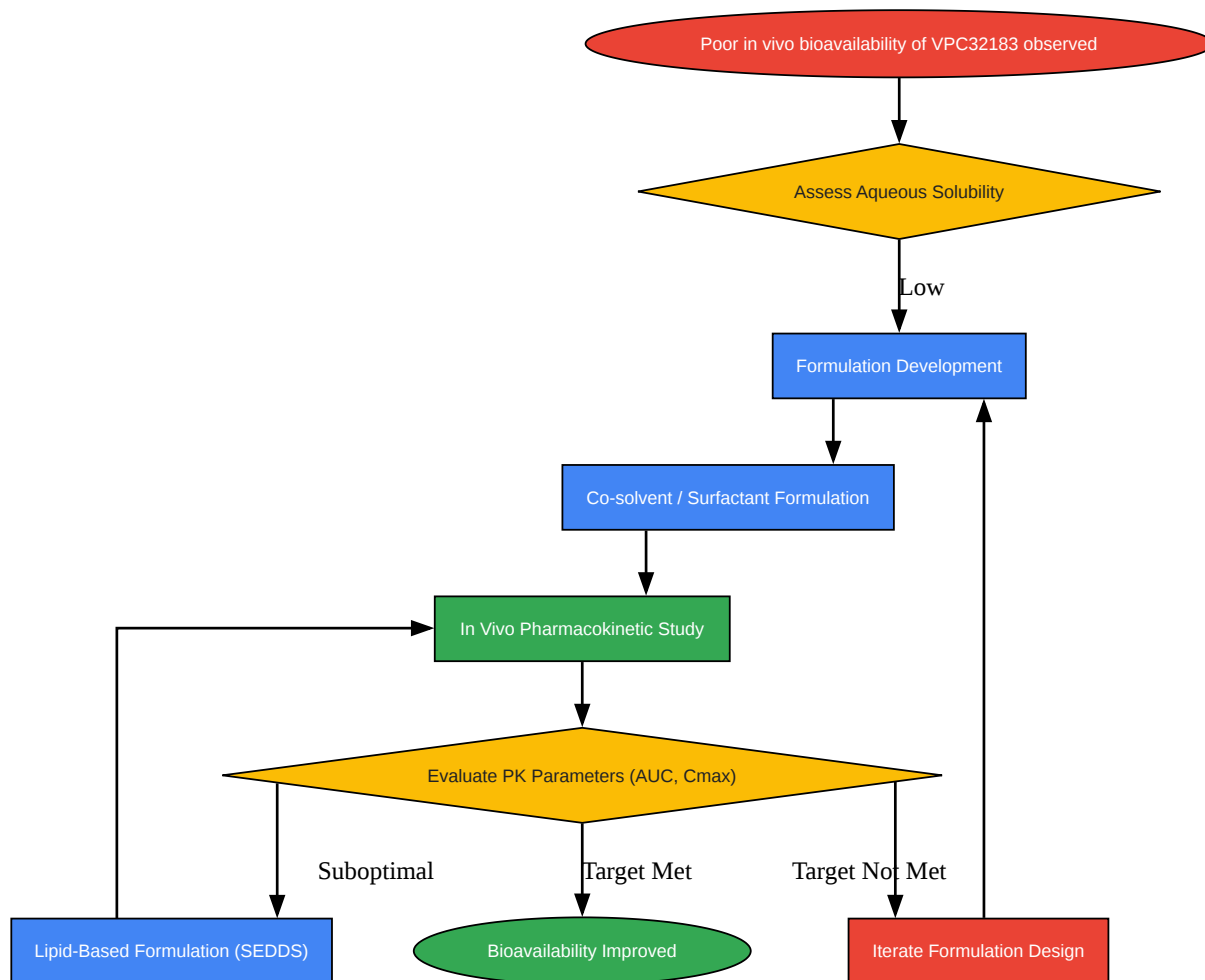 Poor in vivo bioavailability of VPC32183 observed
Assess Aqueous Solubility
Low
Formulation Development
Co-solvent / Surfactant Formulation
In Vivo Pharmacokinetic Study
Evaluate PK Parameters (AUC, Cmax)
Suboptimal
Target Met
Target Not Met
Lipid-Based Formulation (SEDDS)
Bioavailability Improved
Iterate Formulation Design